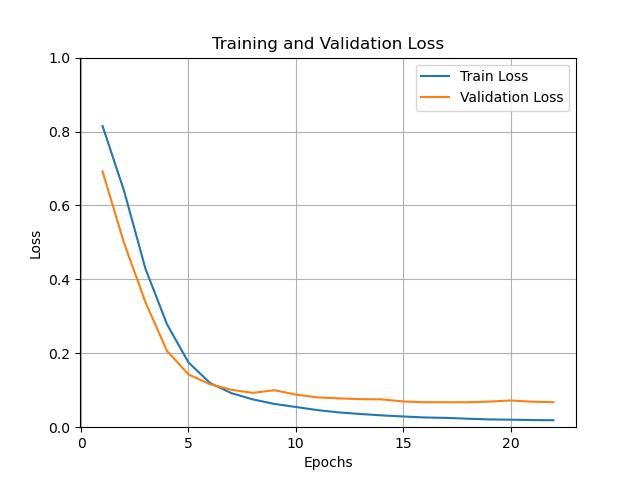 Training and Validation Loss
Train Loss
Validation Loss
1.0
0.8
0.6
0.4
0.2
0.0
Loss
0 5 10 15 20
Epochs